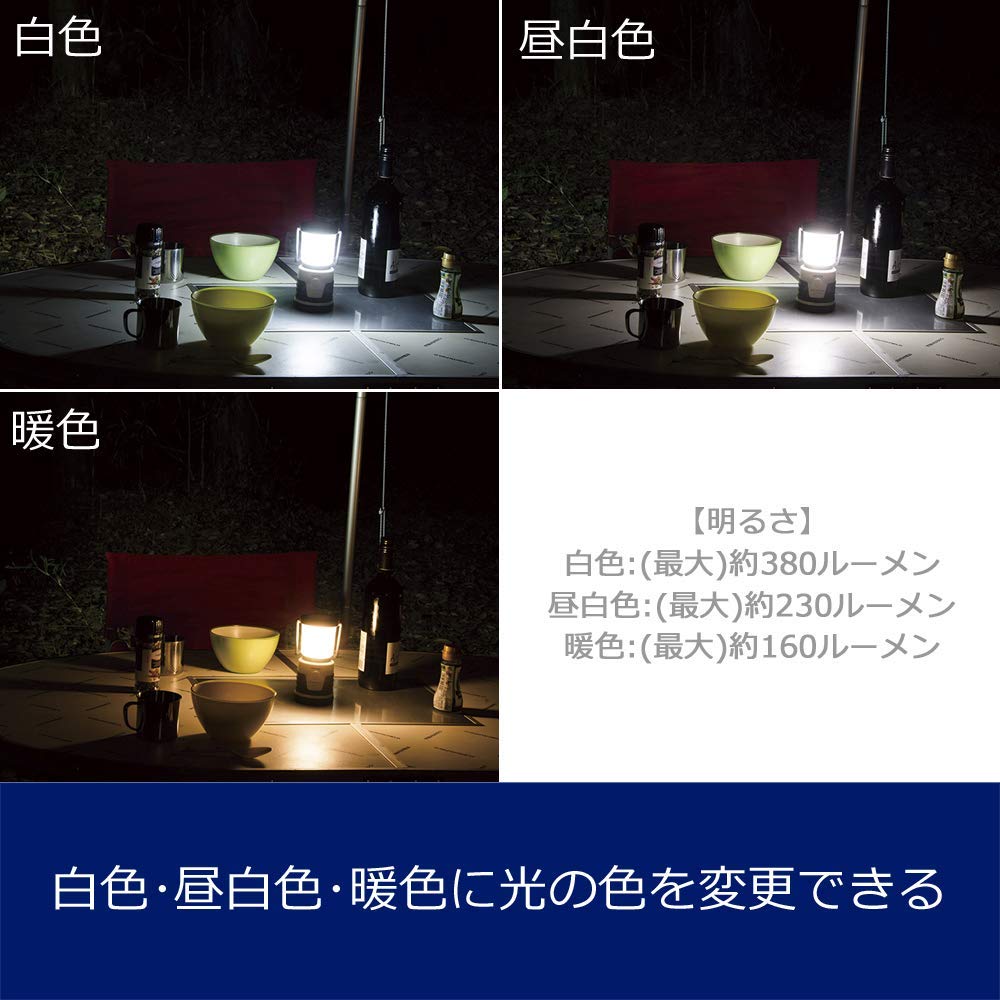 白色
昼白色
暖色
【明るさ】
白色:(最大)約380ルーメン
昼白色:(最大)約230ルーメン
暖色:(最大)約160ルーメン
白色・昼白色・暖色に光の色を変更できる